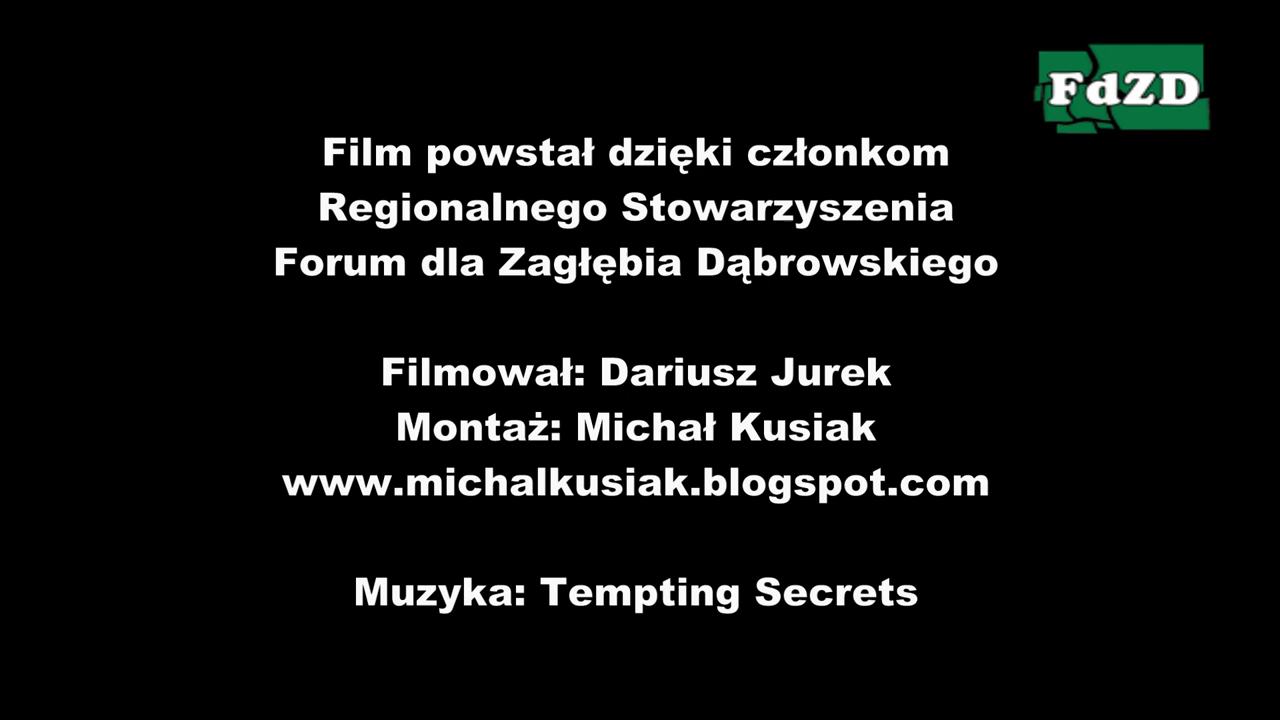 FdZD
Film powstał dzięki członkom
Regionalnego Stowarzyszenia
Forum dla Zagłębia Dąbrowskiego
Filmował: Dariusz Jurek
Montaż: Michał Kusiak
www.michalkusiak.blogspot.com
Muzyka: Tempting Secrets